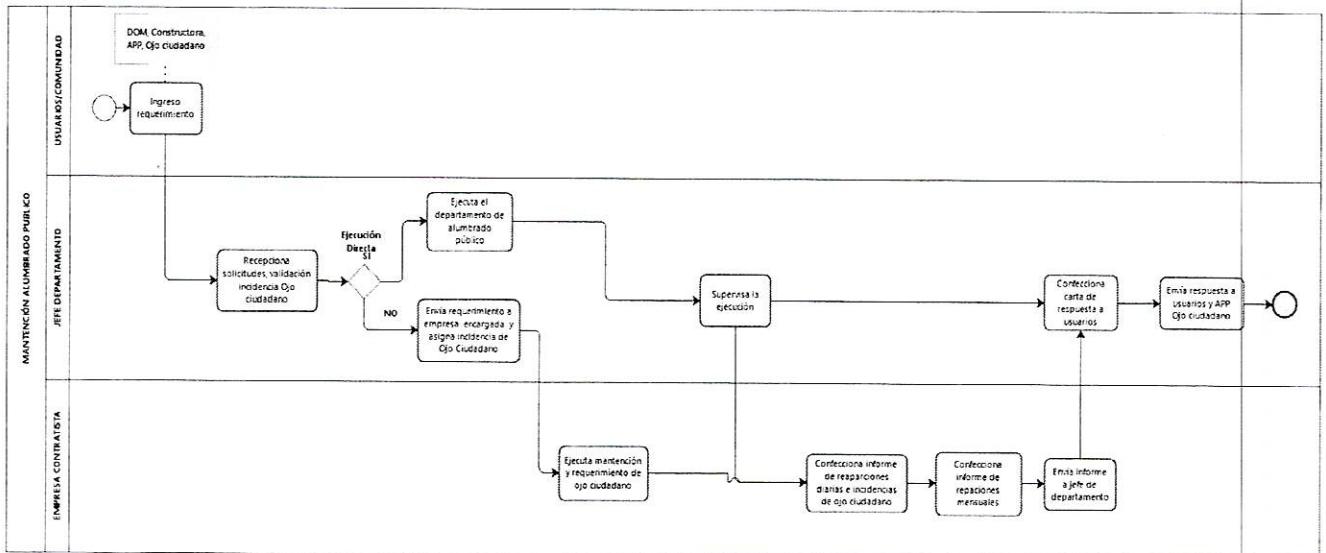 MANTENCIÓN ALUMBRADO PUBLICO
USUARIOS/COMUNIDAD
DOM, Constructora,
APP, Ojo ciudadano
Ingreso
requerimiento
JEFE DEPARTAMENTO
Recepciona
solicitudes, validación
incidencia Ojo
ciudadano
Ejecución
Directa
SI
NO
Ejecuta el
departamento de
alumbrado
público
Envía requerimiento a
empresa encargada y
asigna incidencia de
Ojo Ciudadano
Supervisa la
ejecución
Confecciona
carta de
respuesta a
usuarios
Envía respuesta a
usuarios y APP
Ojo ciudadano
EMPRESA CONTRATISTA
Ejecuta mantención
y requerimiento de
ojo ciudadano
Confecciona informe
de reaparciones
diarias e incidencias
de ojo ciudadano
Confecciona
informe de
repaciones
mensuales
Envía informe
a jefe de
departamento